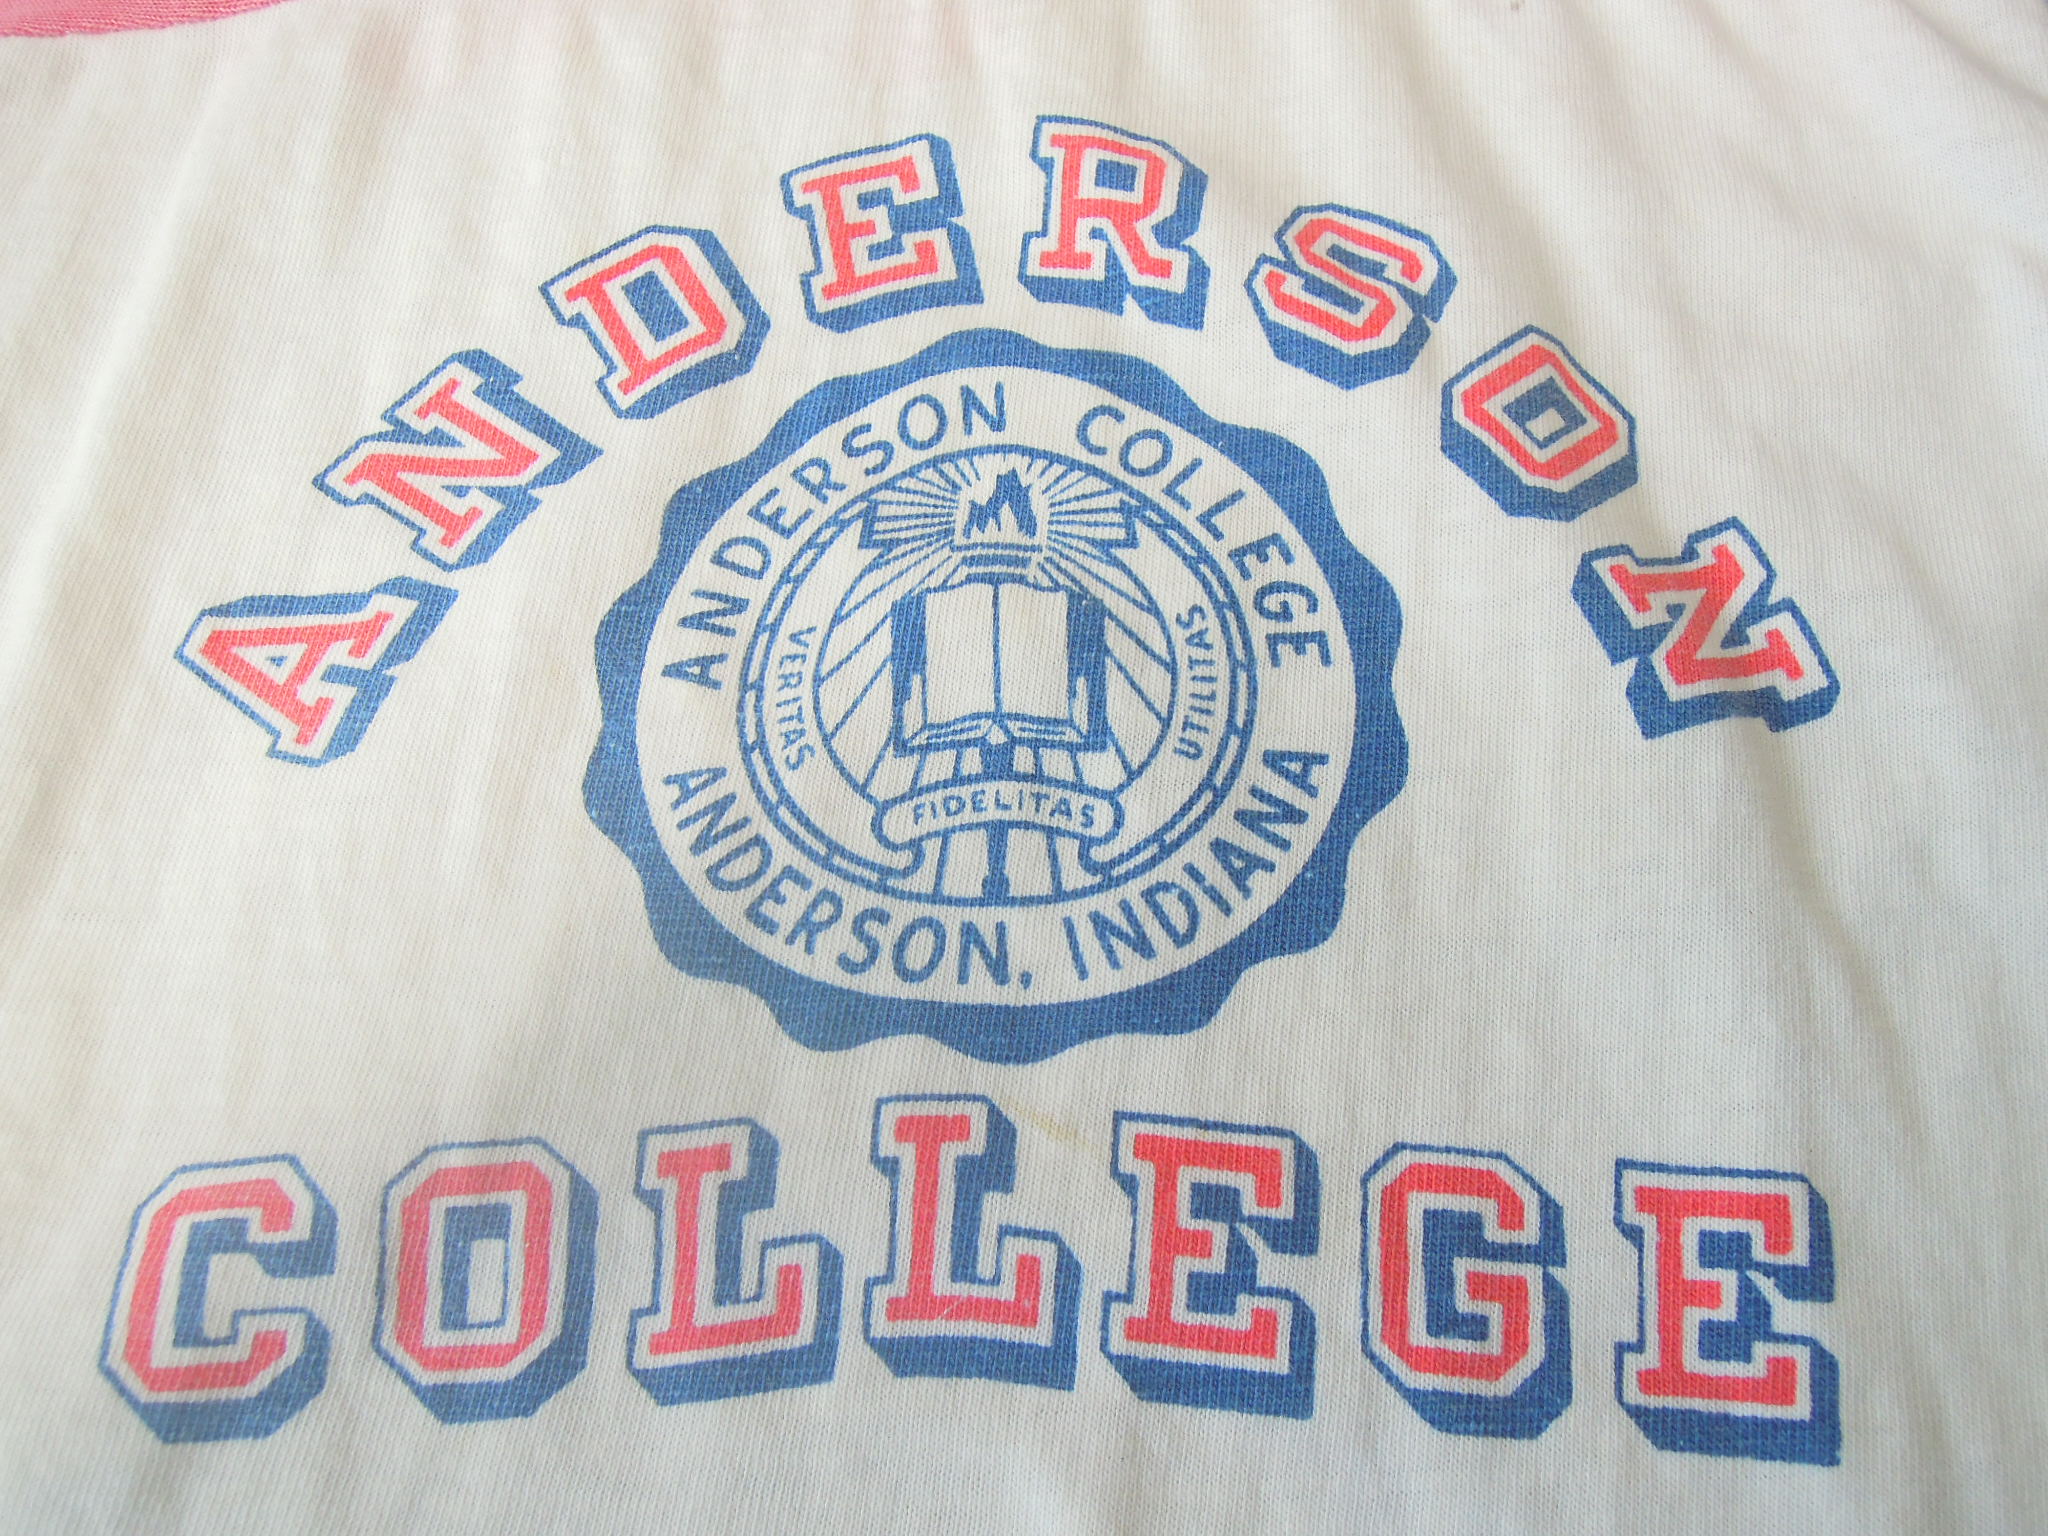 ANDERSON
ANDERSON COLLEGE
VERITAS
UTILITAS
FIDELITAS
ANDERSON, INDIANA
COLLEGE